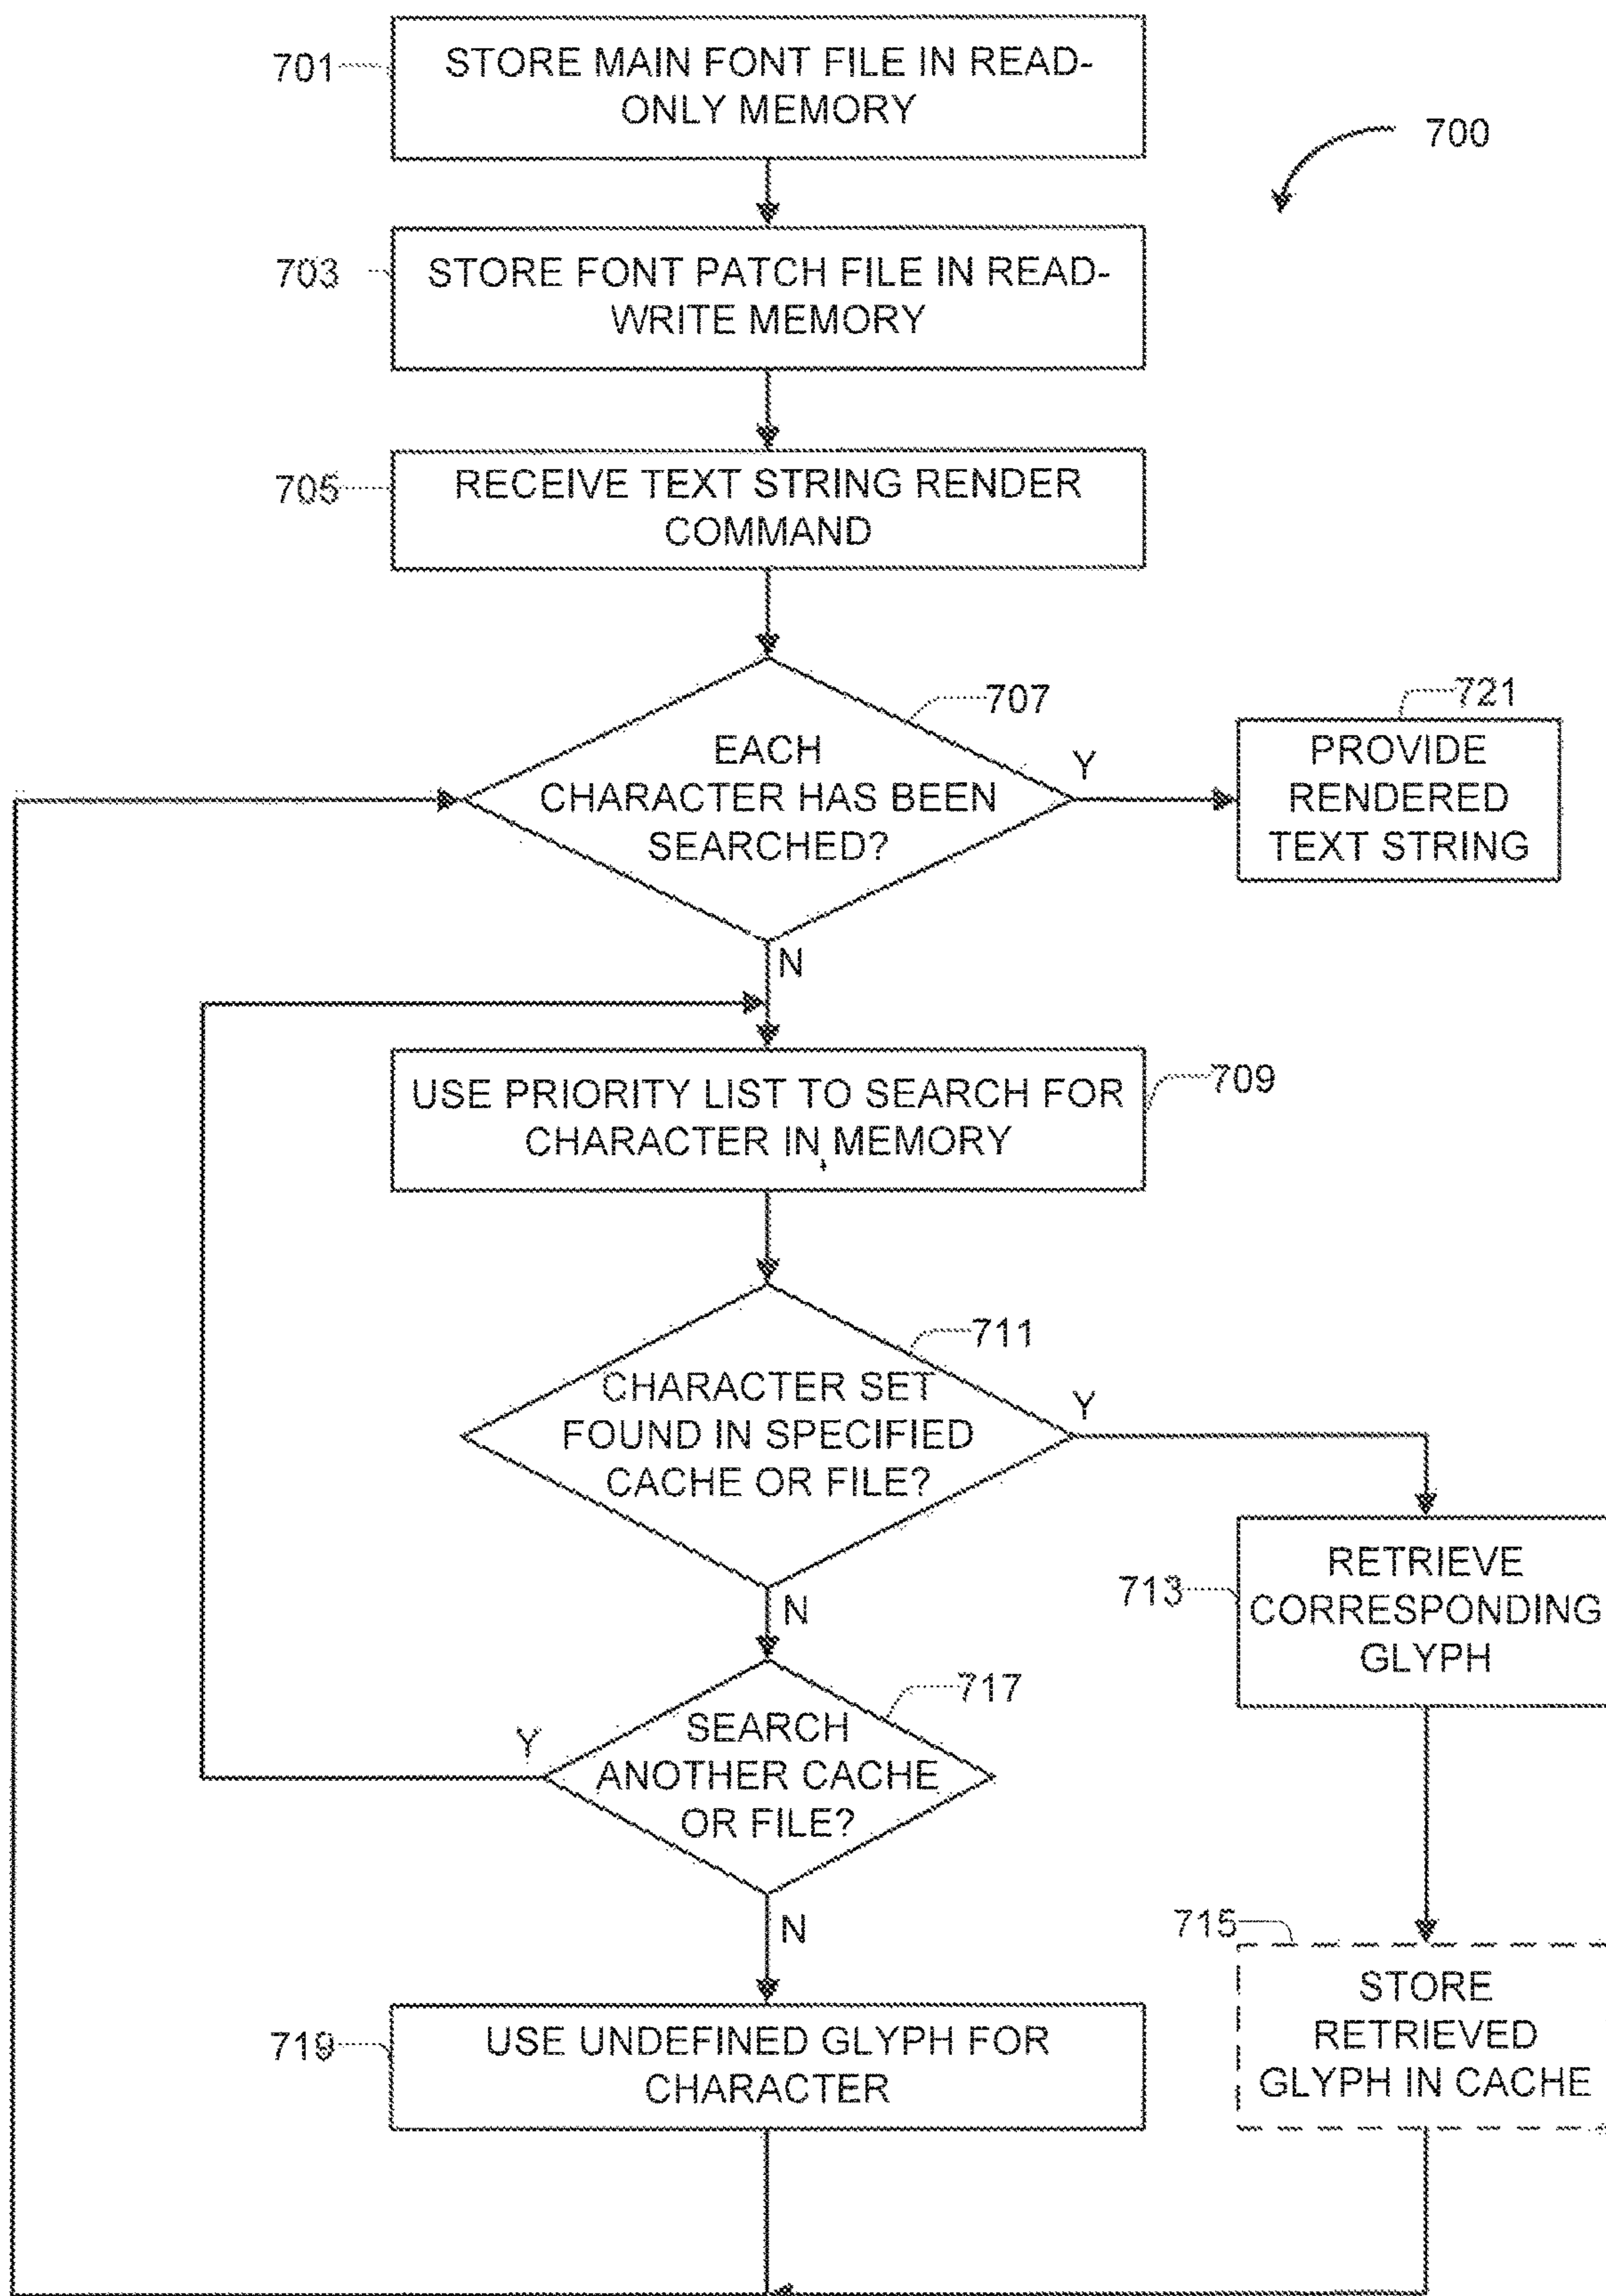 701
STORE MAIN FONT FILE IN READ-
ONLY MEMORY
700
703
STORE FONT PATCH FILE IN READ-
WRITE MEMORY
705
RECEIVE TEXT STRING RENDER
COMMAND
707
EACH
CHARACTER HAS BEEN
SEARCHED?
Y
721
PROVIDE
RENDERED
TEXT STRING
N
709
USE PRIORITY LIST TO SEARCH FOR
CHARACTER IN MEMORY
711
CHARACTER SET
FOUND IN SPECIFIED
CACHE OR FILE?
Y
N
713
RETRIEVE
CORRESPONDING
GLYPH
717
SEARCH
ANOTHER CACHE
OR FILE?
Y
N
715
STORE
RETRIEVED
GLYPH IN CACHE
719
USE UNDEFINED GLYPH FOR
CHARACTER